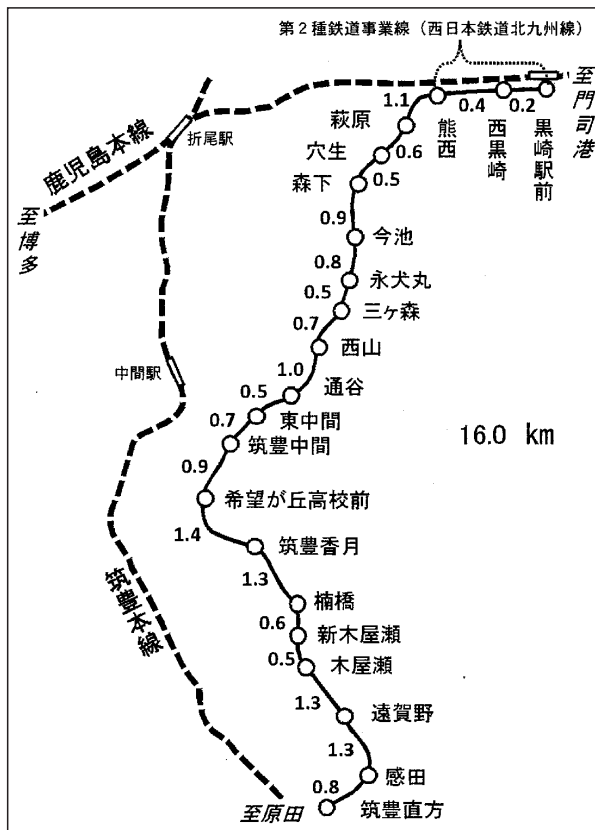 第2種鉄道事業線（西日本鉄道北九州線）
至門司港
黒崎駅前
0.2
西黒崎
0.4
熊西
1.1
萩原
0.6
穴生
0.5
森下
0.9
今池
0.8
永犬丸
0.5
三ヶ森
0.7
西山
1.0
通谷
0.5
東中間
0.7
筑豊中間
0.9
希望が丘高校前
1.4
筑豊香月
1.3
楠橋
0.6
新木屋瀬
0.5
木屋瀬
1.3
遠賀野
1.3
感田
0.8
筑豊直方
16.0 km
折尾駅
鹿児島本線
至博多
中間駅
筑豊本線
至原田